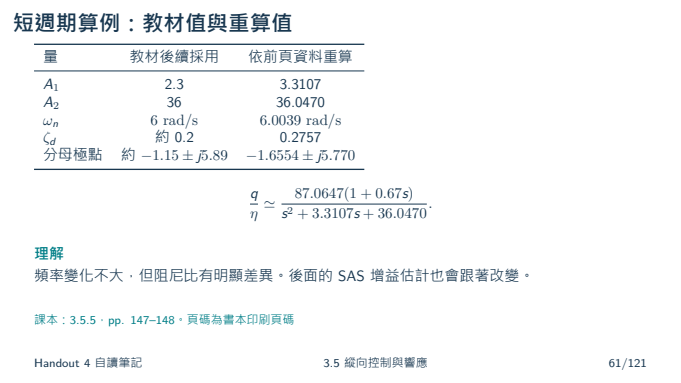 短週期算例：教材值與重算值
量 教材後續採用 依前頁資料重算
A₁ 2.3 3.3107
A₂ 36 36.0470
ωₙ 6 rad/s 6.0039 rad/s
ζ_d 約 0.2 0.2757
分母極點 約 −1.15 ± j5.89 −1.6554 ± j5.770
q/η ≃ 87.0647(1 + 0.67s) / s² + 3.3107s + 36.0470.
理解
頻率變化不大，但阻尼比有明顯差異。後面的 SAS 增益估計也會跟著改變。
課本：3.5.5，pp. 147–148。頁碼為書本印刷頁碼
Handout 4 自讀筆記 3.5 縱向控制與響應 61/121